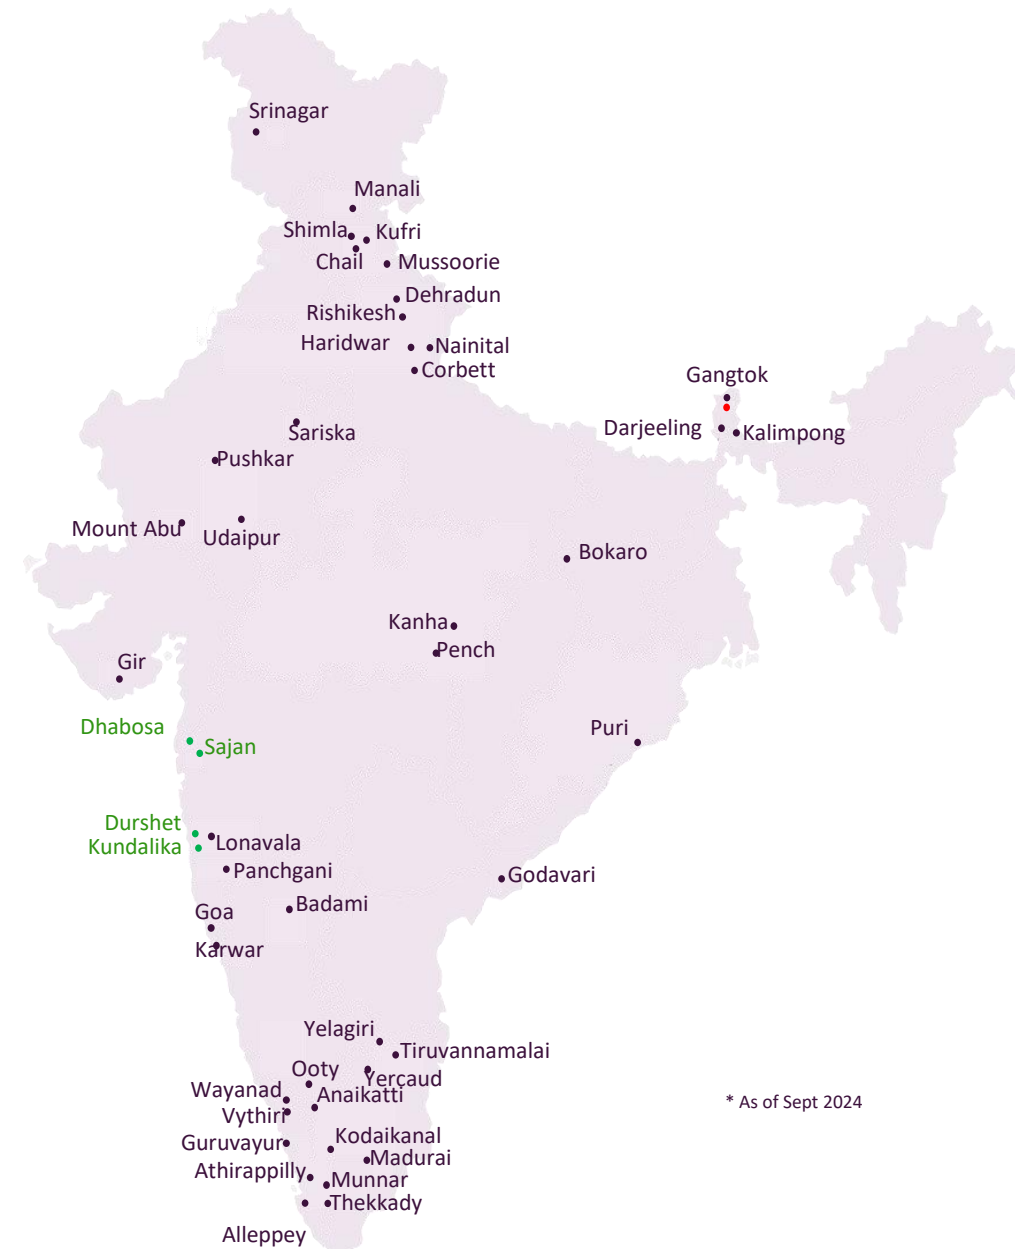 Srinagar
Manali
Shimla
Kufri
Chail
Mussoorie
Dehradun
Rishikesh
Haridwar
Nainital
Corbett
Gangtok
Darjeeling
Kalimpong
Sariska
Pushkar
Mount Abu
Udaipur
Bokaro
Kanha
Pench
Gir
Dhabosa
Sajan
Puri
Durshet
Kundalika
Lonavala
Panchgani
Godavari
Badami
Goa
Karwar
Yelagiri
Tiruvannamalai
Ooty
Yercaud
Wayanad
Anaikatti
Vythiri
* As of Sept 2024
Guruvayur
Kodaikanal
Madurai
Athirappilly
Munnar
Thekkady
Alleppey